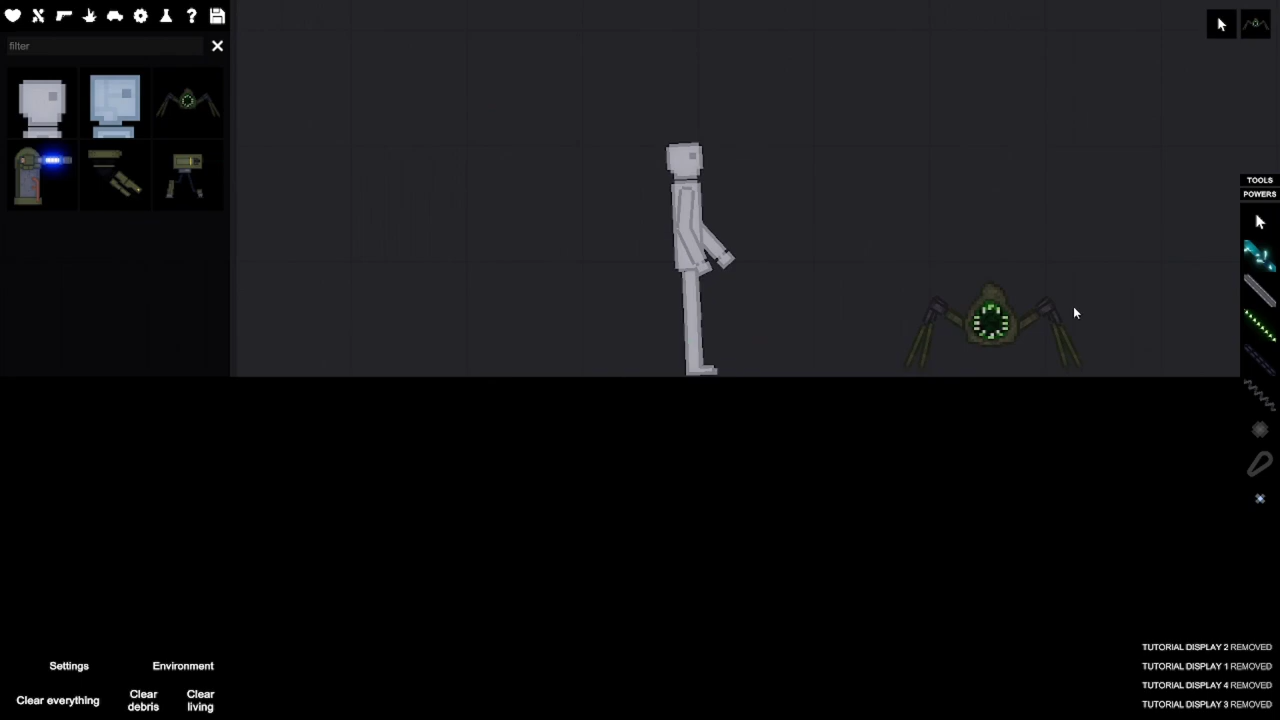 filter
TOOLS
POWERS
TUTORIAL DISPLAY 2 REMOVED
TUTORIAL DISPLAY 1 REMOVED
TUTORIAL DISPLAY 4 REMOVED
TUTORIAL DISPLAY 3 REMOVED
Settings
Environment
Clear everything
Clear
debris
Clear
living